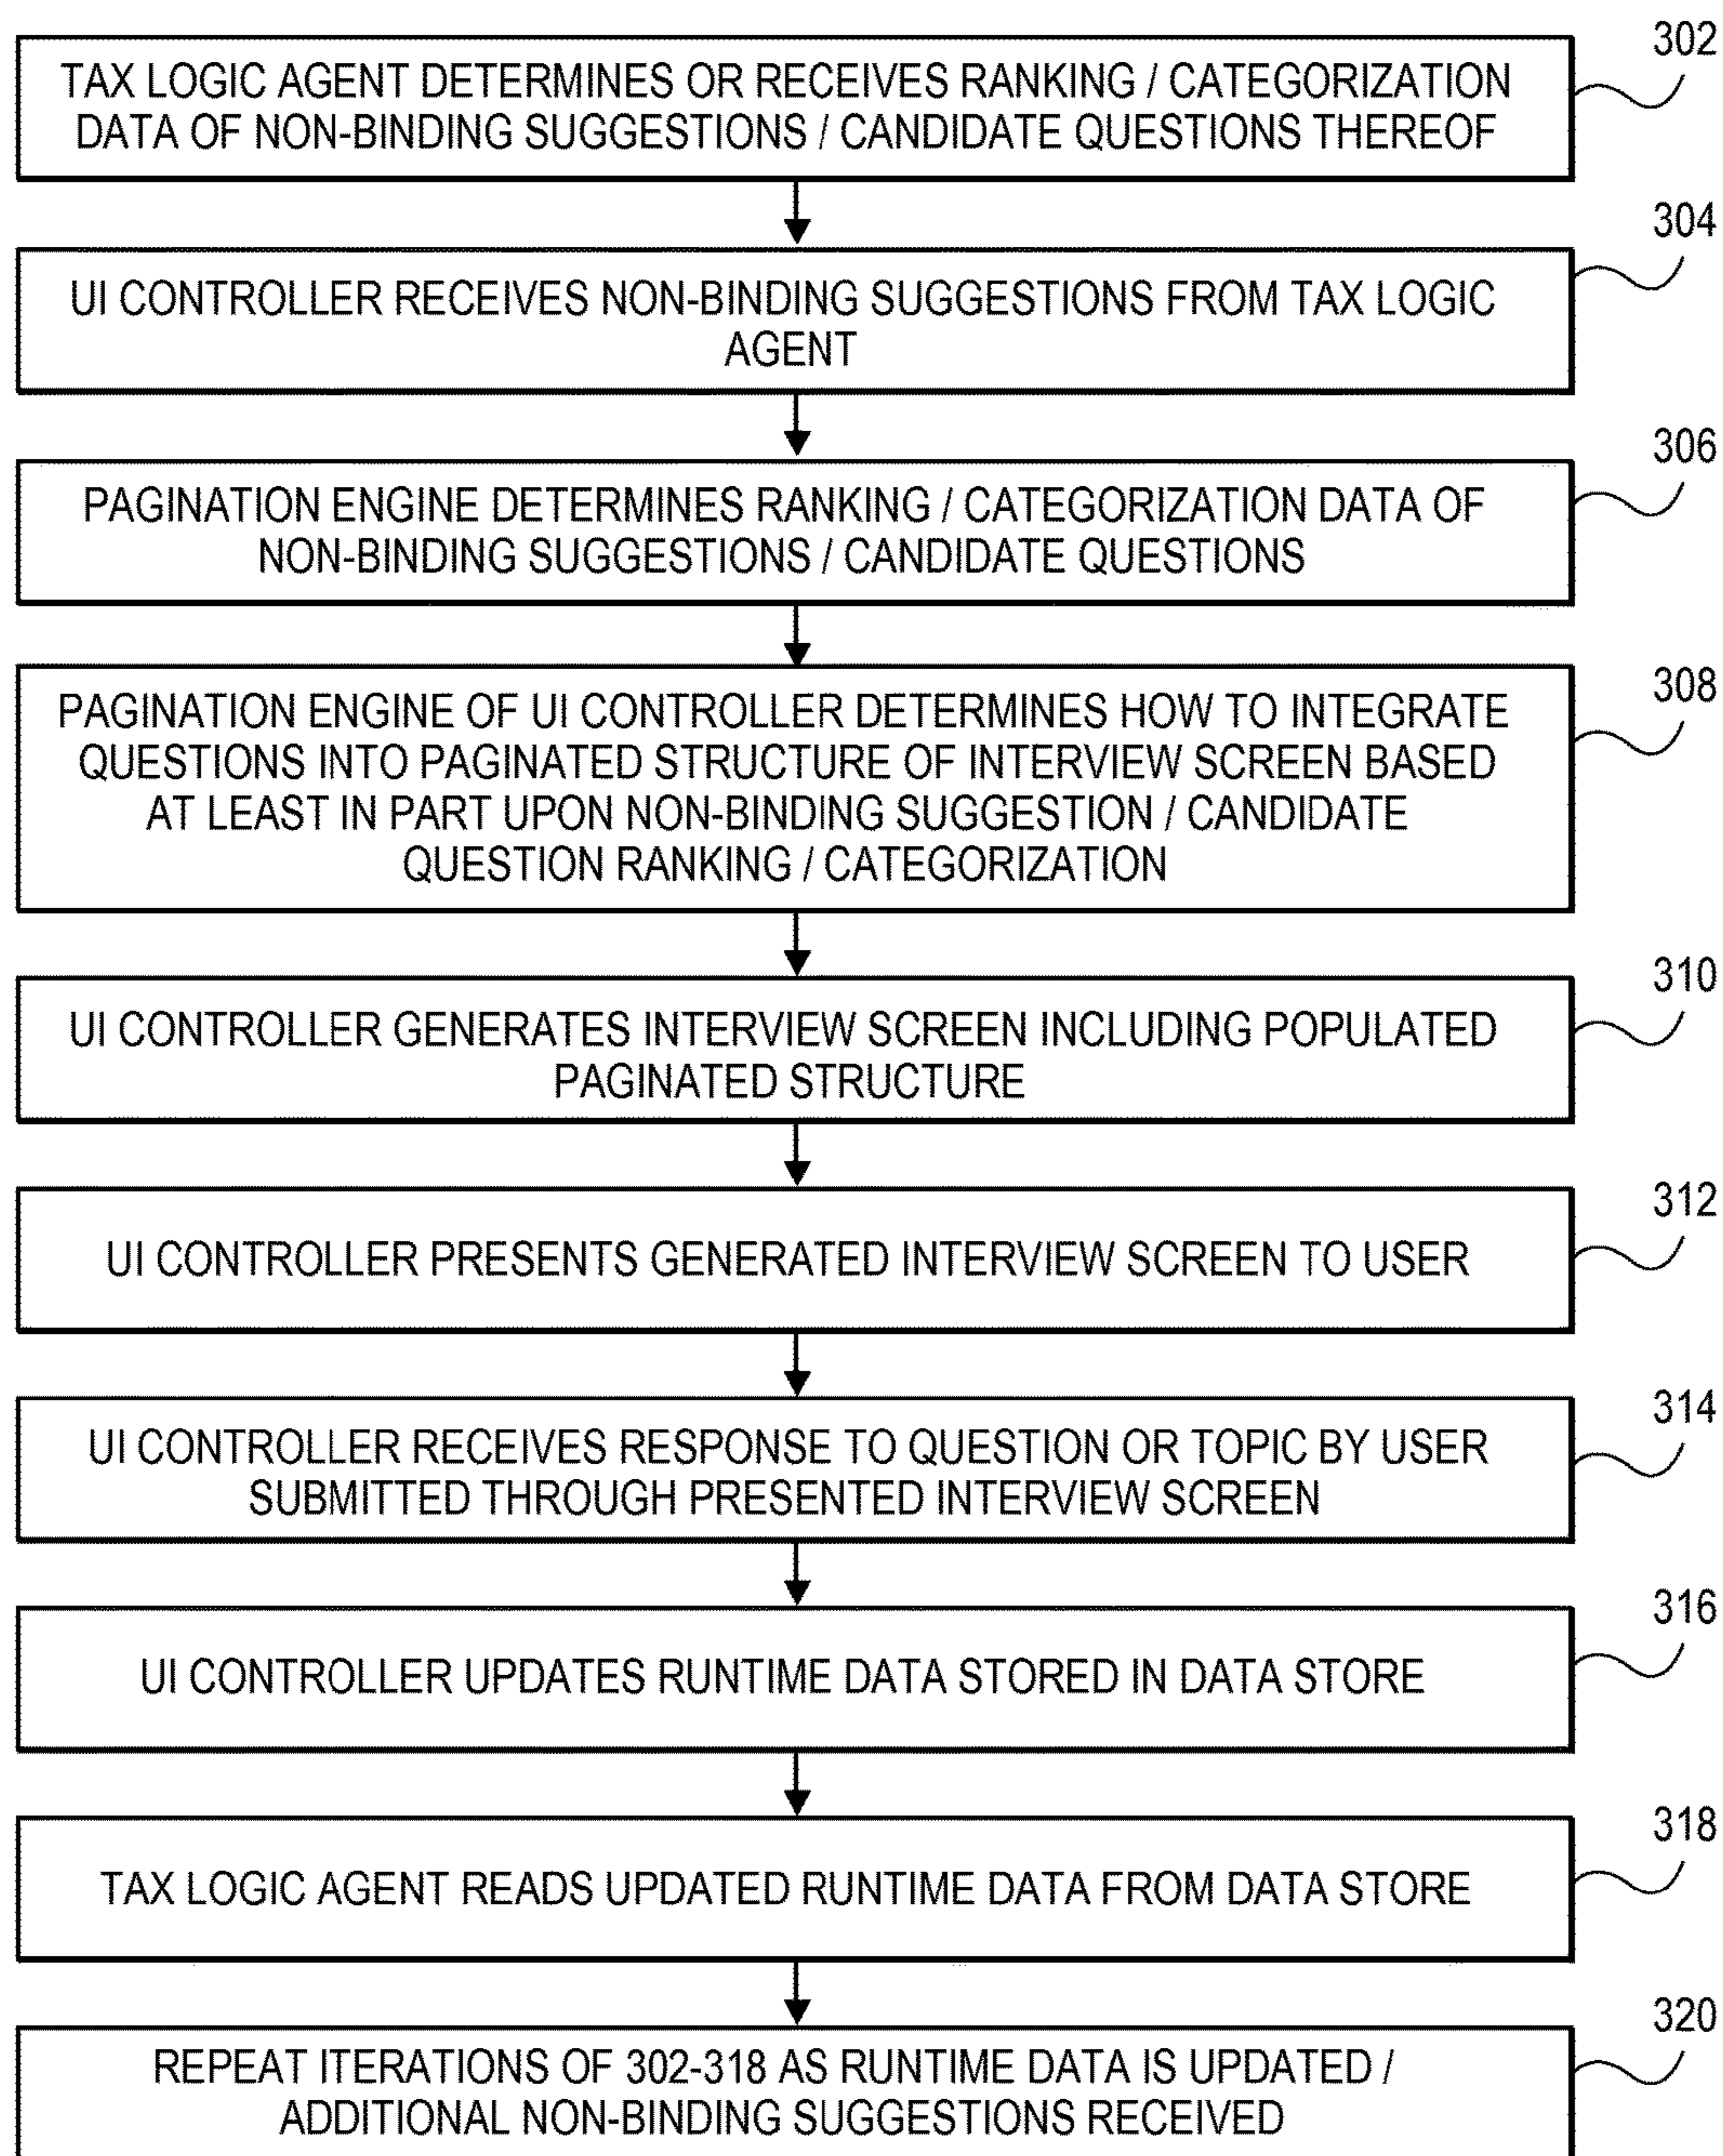 302
TAX LOGIC AGENT DETERMINES OR RECEIVES RANKING / CATEGORIZATION
DATA OF NON-BINDING SUGGESTIONS / CANDIDATE QUESTIONS THEREOF
304
UI CONTROLLER RECEIVES NON-BINDING SUGGESTIONS FROM TAX LOGIC
AGENT
306
PAGINATION ENGINE DETERMINES RANKING / CATEGORIZATION DATA OF
NON-BINDING SUGGESTIONS / CANDIDATE QUESTIONS
308
PAGINATION ENGINE OF UI CONTROLLER DETERMINES HOW TO INTEGRATE
QUESTIONS INTO PAGINATED STRUCTURE OF INTERVIEW SCREEN BASED
AT LEAST IN PART UPON NON-BINDING SUGGESTION / CANDIDATE
QUESTION RANKING / CATEGORIZATION
310
UI CONTROLLER GENERATES INTERVIEW SCREEN INCLUDING POPULATED
PAGINATED STRUCTURE
312
UI CONTROLLER PRESENTS GENERATED INTERVIEW SCREEN TO USER
314
UI CONTROLLER RECEIVES RESPONSE TO QUESTION OR TOPIC BY USER
SUBMITTED THROUGH PRESENTED INTERVIEW SCREEN
316
UI CONTROLLER UPDATES RUNTIME DATA STORED IN DATA STORE
318
TAX LOGIC AGENT READS UPDATED RUNTIME DATA FROM DATA STORE
320
REPEAT ITERATIONS OF 302-318 AS RUNTIME DATA IS UPDATED /
ADDITIONAL NON-BINDING SUGGESTIONS RECEIVED